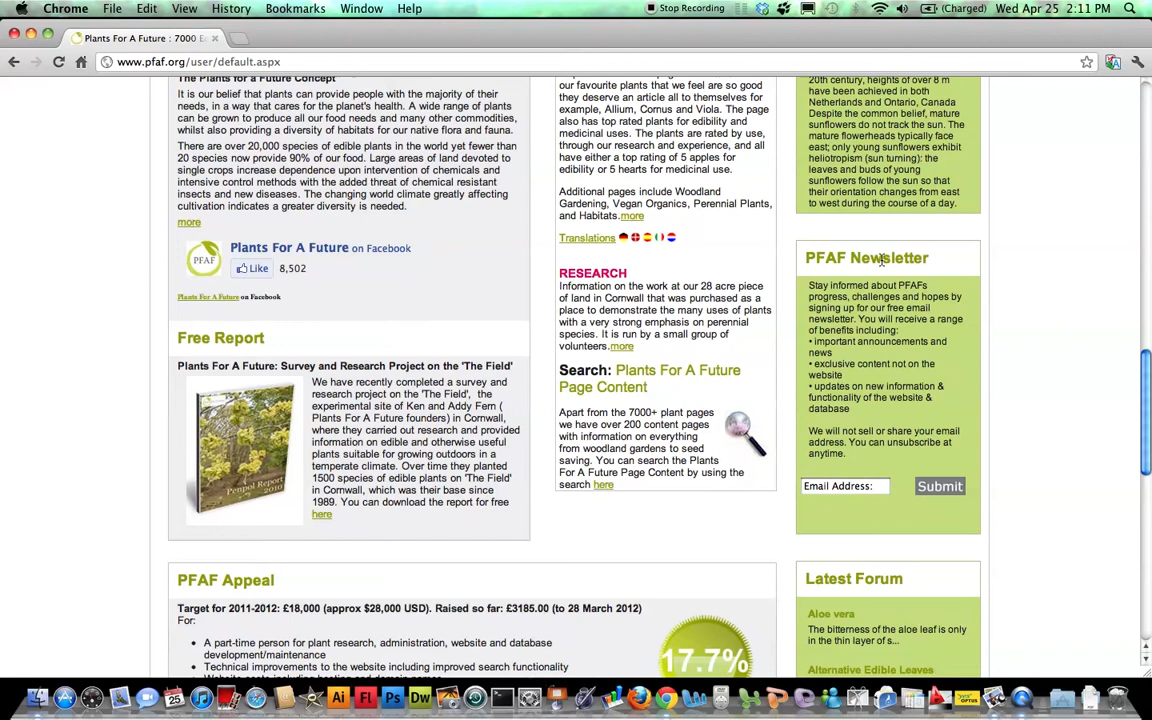 Chrome File Edit View History Bookmarks Window Help Stop Recording (Charged) Wed Apr 25 2:11 PM
Plants For A Future : 7000 E
www.pfaf.org/user/default.aspx
The Plants for a Future Concept
It is our belief that plants can provide people with the majority of their
needs, in a way that cares for the planet's health. A wide range of plants
can be grown to produce all our food needs and many other commodities,
whilst also providing a diversity of habitats for our native flora and fauna.
There are over 20,000 species of edible plants in the world yet fewer than
20 species now provide 90% of our food. Large areas of land devoted to
single crops increase dependence upon intervention of chemicals and
intensive control methods with the added threat of chemical resistant
insects and new diseases. The changing world climate greatly affecting
cultivation indicates a greater diversity is needed.
more
PFAF
Plants For A Future on Facebook
Like 8,502
Plants For A Future on Facebook
Free Report
Plants For A Future: Survey and Research Project on the 'The Field'
We have recently completed a survey and
research project on 'The Field', the
experimental site of Ken and Addy Fern (
Plants For A Future founders) in Cornwall,
where they carried out research and provided
information on edible and otherwise useful
plants suitable for growing outdoors in a
temperate climate. Over time they planted
1500 species of edible plants on 'The Field'
in Cornwall, which was their base since
1989. You can download the report for free
here
Penpol Report
2010
our favourite plants that we feel are so good
they deserve an article all to themselves for
example, Allium, Cornus and Viola. The page
also has top rated plants for edibility and
medicinal uses. The plants are rated by use,
through our research and experience, and all
have either a top rating of 5 apples for
edibility or 5 hearts for medicinal use.
Additional pages include Woodland
Gardening, Vegan Organics, Perennial Plants,
and Habitats.more
Translations
RESEARCH
Information on the work at our 28 acre piece
of land in Cornwall that was purchased as a
place to demonstrate the many uses of plants
with a very strong emphasis on perennial
species. It is run by a small group of
volunteers.more
Search: Plants For A Future
Page Content
Apart from the 7000+ plant pages
we have over 200 content pages
with information on everything
from woodland gardens to seed
saving. You can search the Plants
For A Future Page Content by using the
search here
20th century, heights of over 8 m
have been achieved in both
Netherlands and Ontario, Canada
Despite the common belief, mature
sunflowers do not track the sun. The
mature flowerheads typically face
east; only young sunflowers exhibit
heliotropism (sun turning): the
leaves and buds of young
sunflowers follow the sun so that
their orientation changes from east
to west during the course of a day.
PFAF Newsletter
Stay informed about PFAFs
progress, challenges and hopes by
signing up for our free email
newsletter. You will receive a range
of benefits including:
• important announcements and
news
• exclusive content not on the
website
• updates on new information &
functionality of the website &
database
We will not sell or share your email
address. You can unsubscribe at
anytime.
Email Address: Submit
PFAF Appeal
Target for 2011-2012: £18,000 (approx $28,000 USD). Raised so far: £3185.00 (to 28 March 2012)
For:
• A part-time person for plant research, administration, website and database
development/maintenance
• Technical improvements to the website including improved search functionality
17.7%
Latest Forum
Aloe vera
The bitterness of the aloe leaf is only
in the thin layer of s...
Alternative Edible Leaves
25 Ai Fl Ps Dw W OPTUS